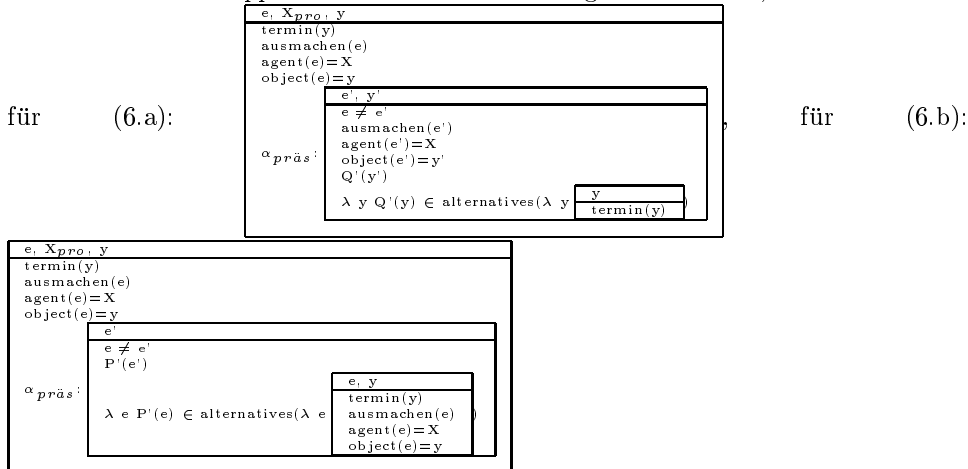 e, X_pro, y
termin(y)
ausmachen(e)
agent(e)=X
object(e)=y
für (6.a): , für (6.b):
e', y'
e ≠ e'
ausmachen(e')
agent(e')=X
object(e')=y'
α_präs:
Q'(y')
λ y Q'(y) ∈ alternatives(λ y )
y
termin(y)
e, X_pro, y
termin(y)
ausmachen(e)
agent(e)=X
object(e)=y
e'
e ≠ e'
P'(e')
α_präs:
λ e P'(e) ∈ alternatives(λ e )
e, y
termin(y)
ausmachen(e)
agent(e)=X
object(e)=y